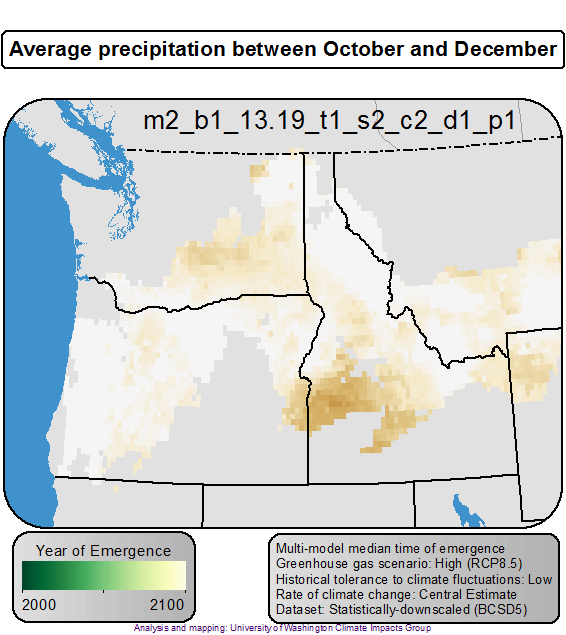 Average precipitation between October and December
m2_b1_13.19_t1_s2_c2_d1_p1
Year of Emergence
2000 2100
Multi-model median time of emergence
Greenhouse gas scenario: High (RCP8.5)
Historical tolerance to climate fluctuations: Low
Rate of climate change: Central Estimate
Dataset: Statistically-downscaled (BCSD5)
Analysis and mapping: University of Washington Climate Impacts Group